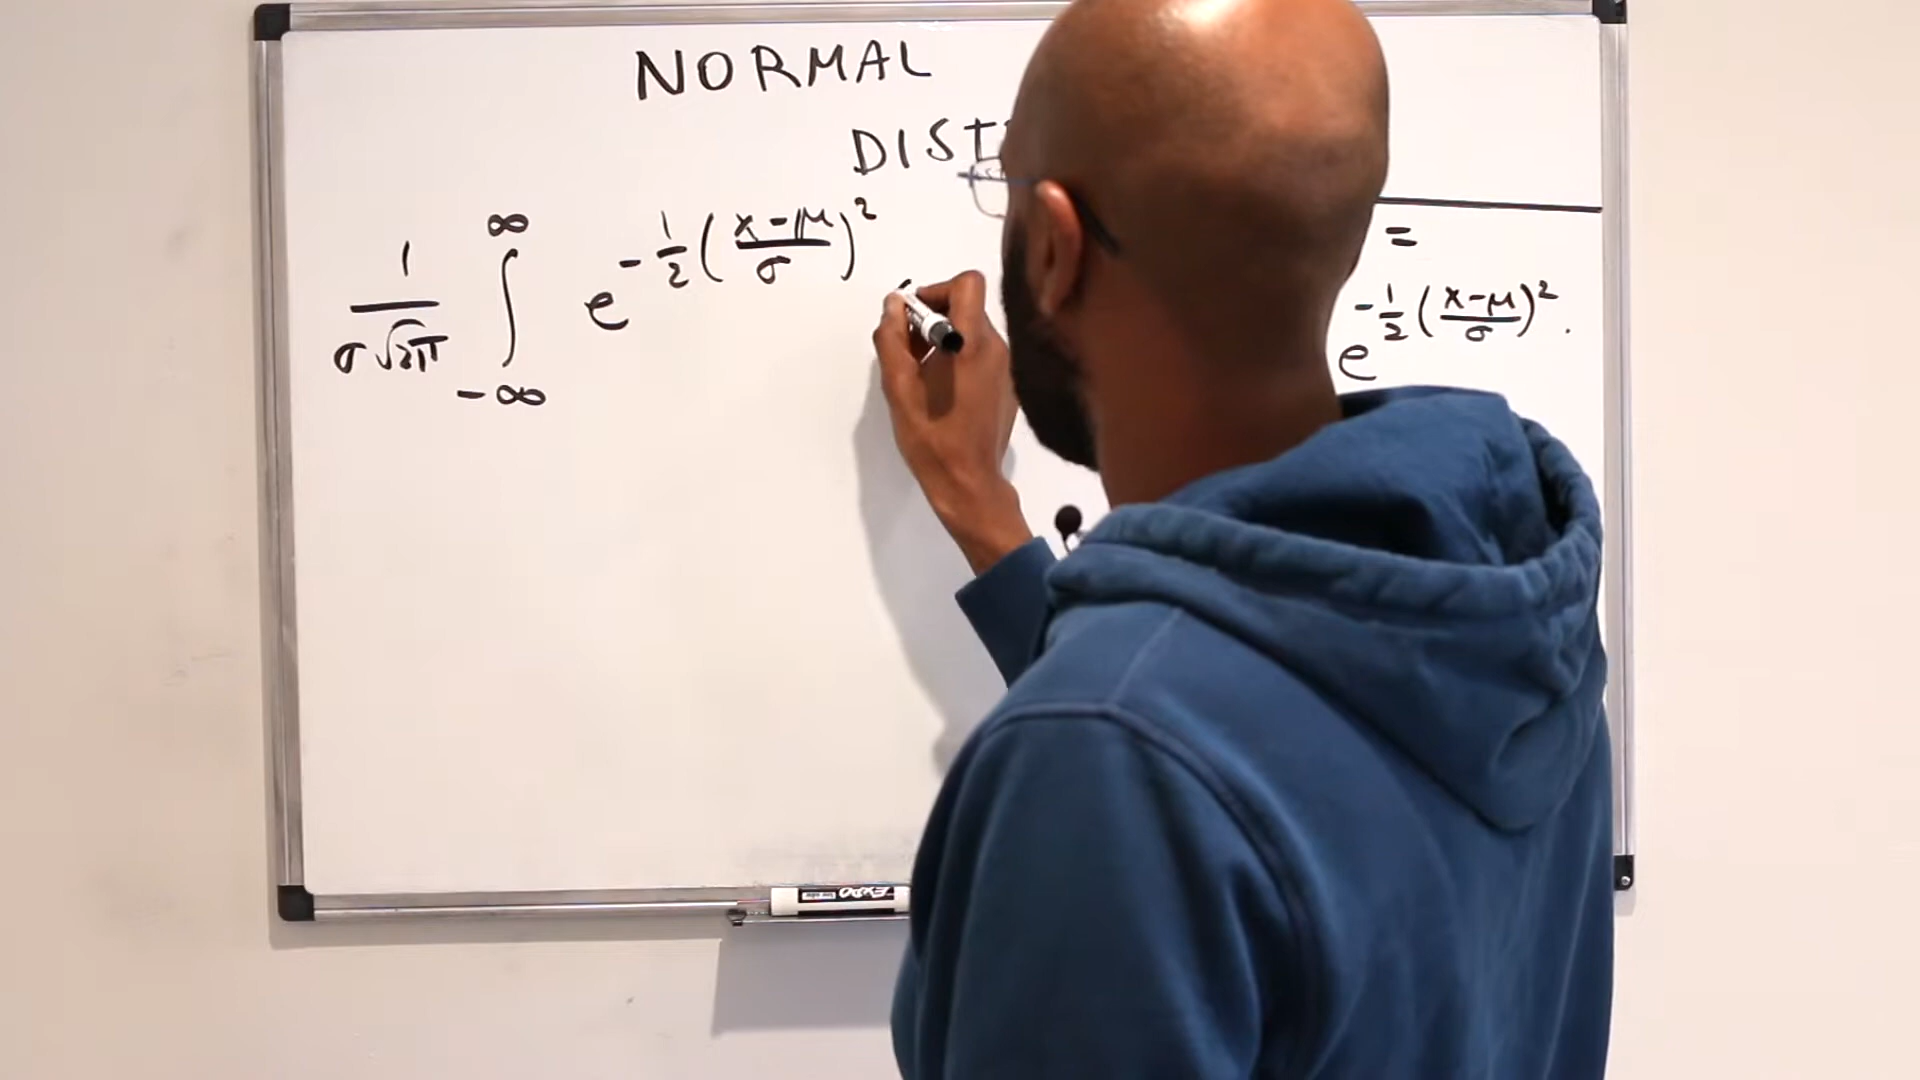 NORMAL
DIST
1/(σ√2π) ∫_{-∞}^{∞} e^{-1/2((x-μ)/σ)^2}
=
e^{-1/2((x-μ)/σ)^2}.
EXPO